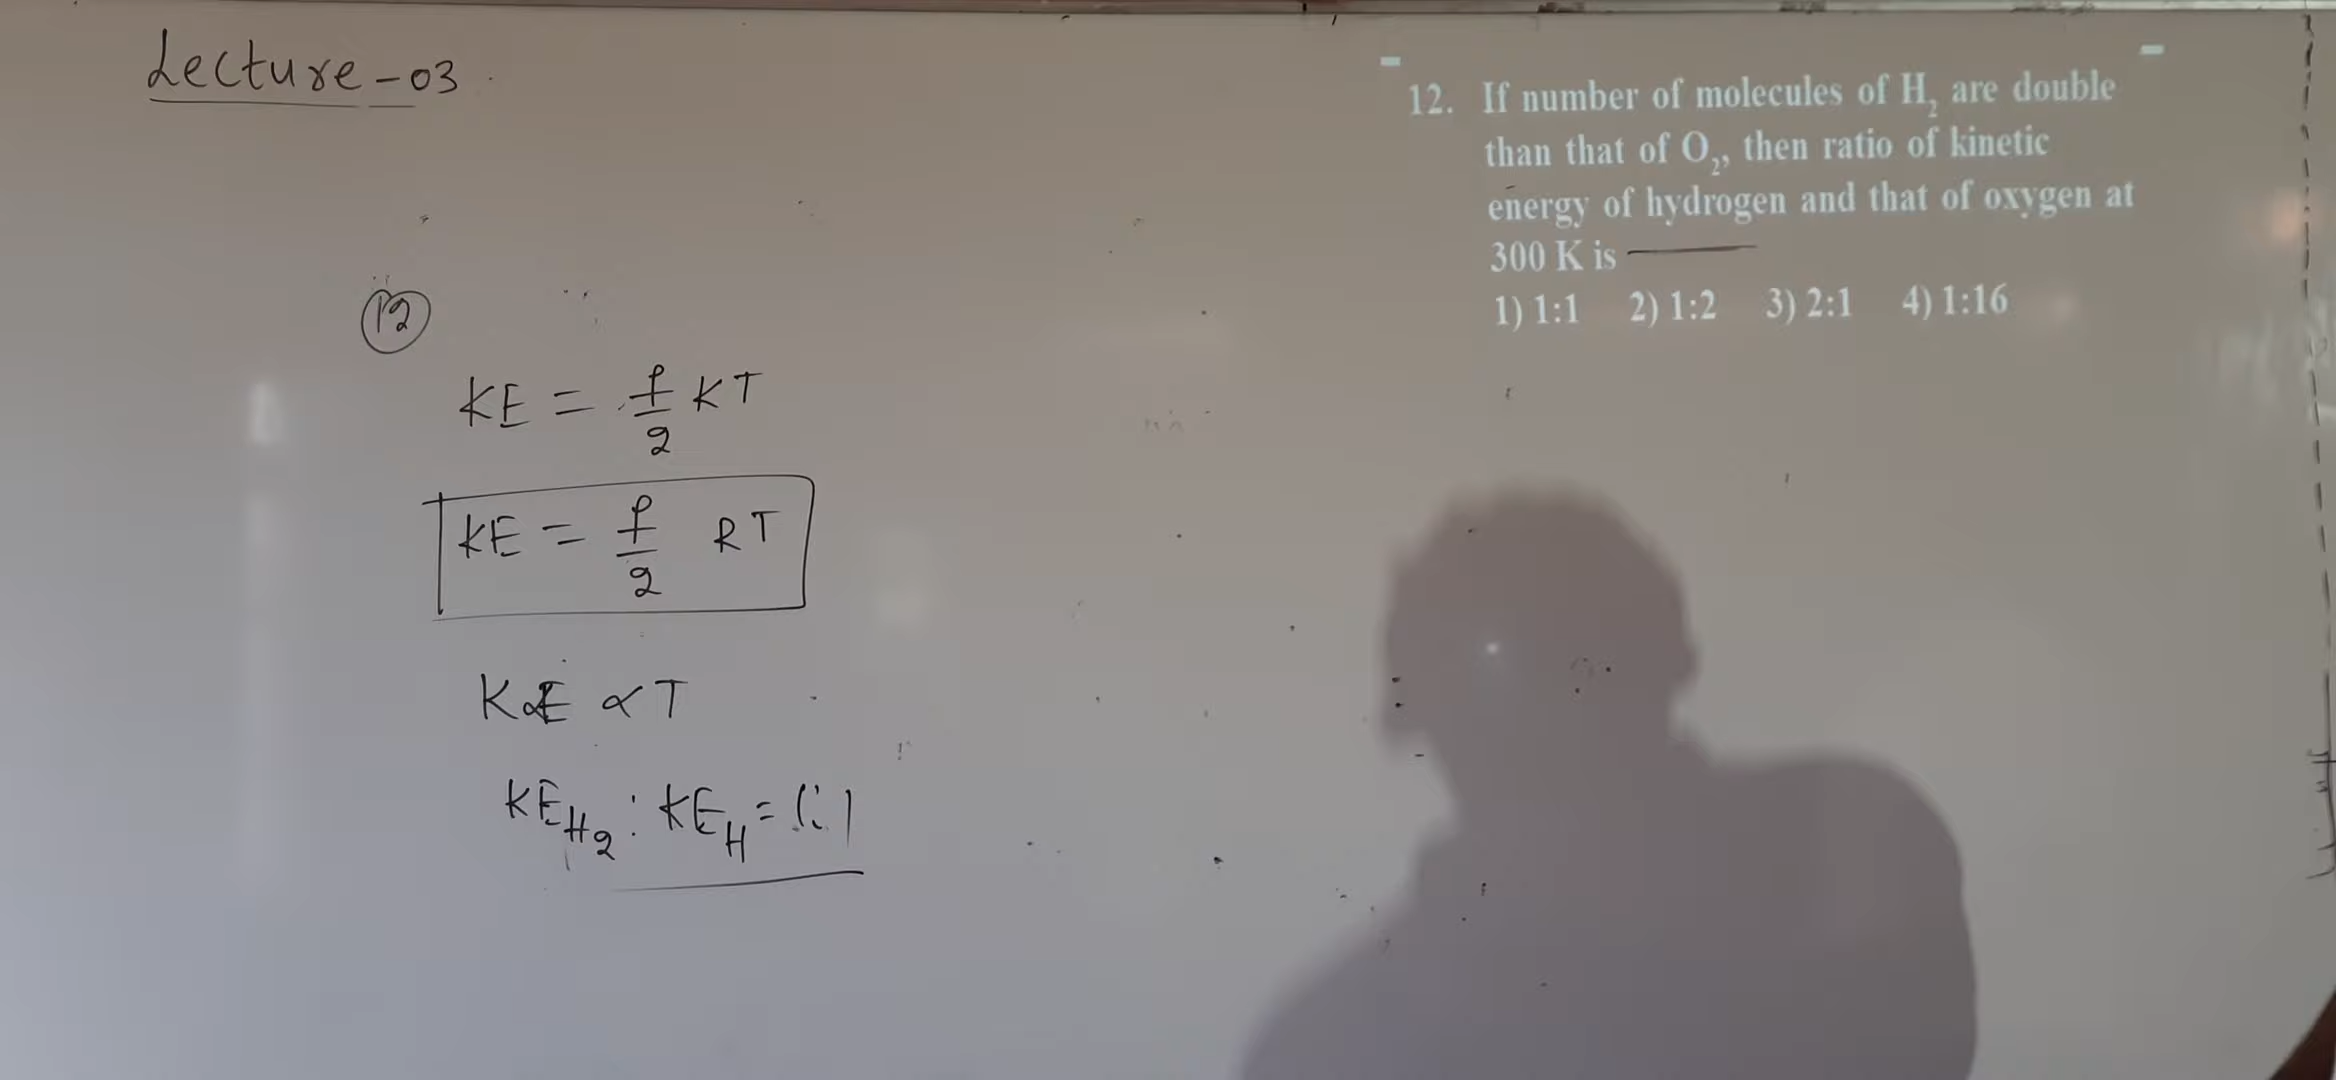 Lecture-03
12. If number of molecules of H₂ are double
than that of O₂, then ratio of kinetic
energy of hydrogen and that of oxygen at
300 K is
1) 1:1 2) 1:2 3) 2:1 4) 1:16
12
KE = f/2 KT
KE = f/2 RT
KE ∝ T
KE_H₂ : KE_H = 1:1